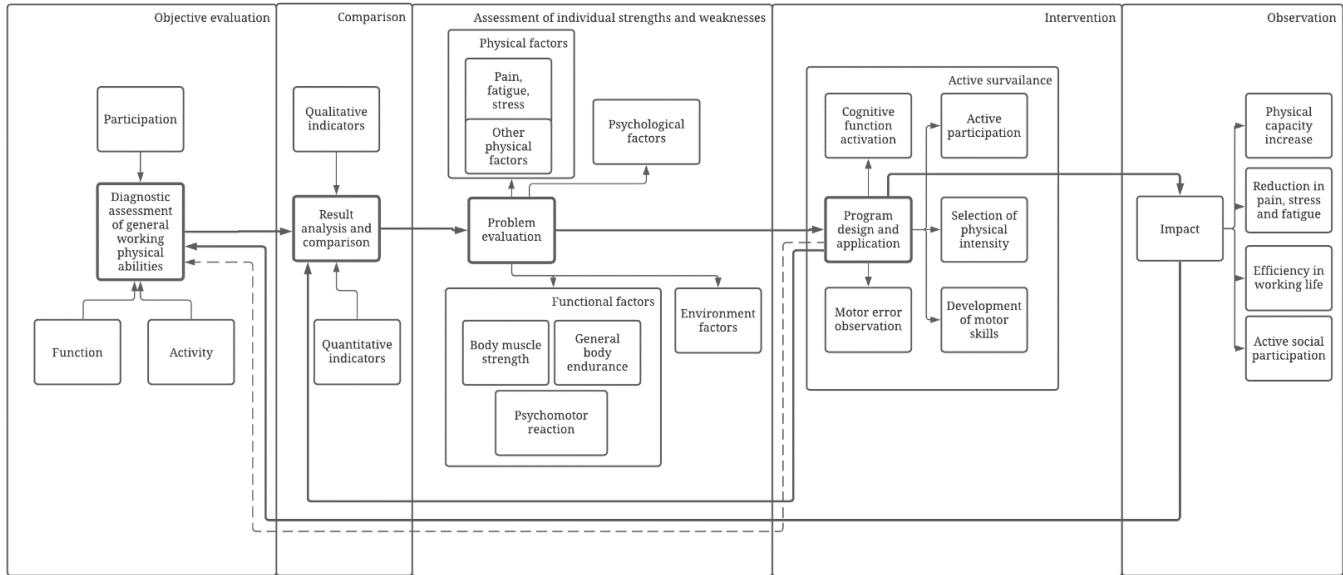 Objective evaluation
Participation
Diagnostic
assessment
of general
working
physical
abilities
Function
Activity
Comparison
Qualitative
indicators
Result
analysis and
comparison
Quantitative
indicators
Assessment of individual strengths and weaknesses
Physical factors
Pain,
fatigue,
stress
Other
physical
factors
Psychological
factors
Problem
evaluation
Functional factors
Body muscle
strength
General
body
endurance
Psychomotor
reaction
Environment
factors
Intervention
Active survailance
Cognitive
function
activation
Active
participation
Program
design and
application
Selection of
physical
intensity
Motor error
observation
Development
of motor
skills
Observation
Impact
Physical
capacity
increase
Reduction in
pain, stress
and fatigue
Efficiency in
working life
Active social
participation